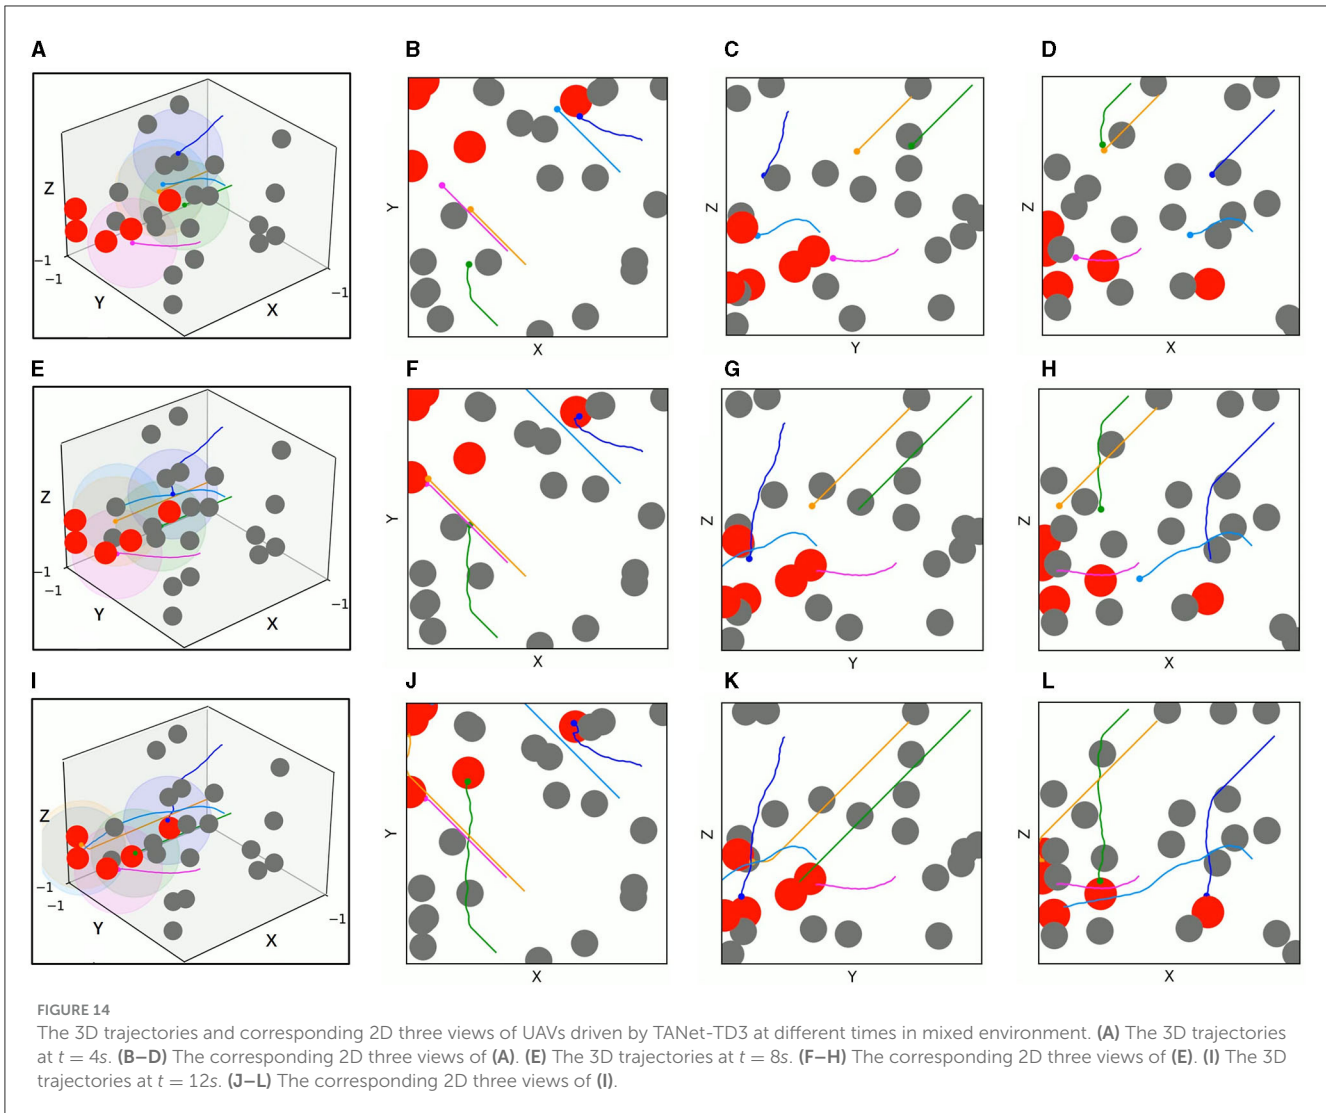 A
B
C
D
Z
−1
−1
Y
X
−1
Y
X
Z
Y
Z
X
E
F
G
H
Z
−1
−1
Y
X
−1
Y
X
Z
Y
Z
X
I
J
K
L
Z
−1
−1
Y
X
−1
Y
X
Z
Y
Z
X
FIGURE 14
The 3D trajectories and corresponding 2D three views of UAVs driven by TANet-TD3 at different times in mixed environment. (A) The 3D trajectories
at t = 4s. (B–D) The corresponding 2D three views of (A). (E) The 3D trajectories at t = 8s. (F–H) The corresponding 2D three views of (E). (I) The 3D
trajectories at t = 12s. (J–L) The corresponding 2D three views of (I).